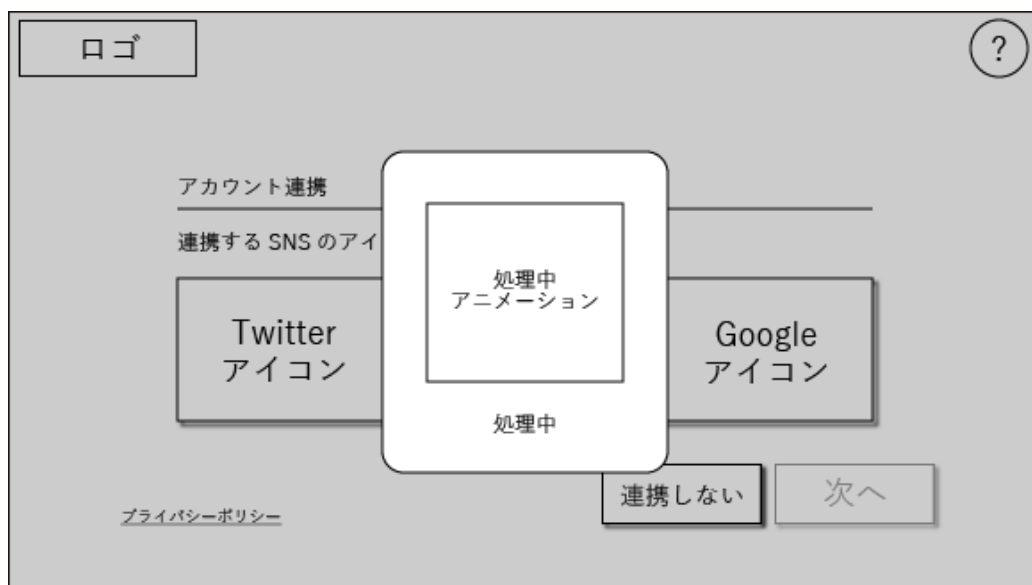 ロゴ
?
アカウント連携
連携する SNS のアイ
処理中
アニメーション
Twitter
アイコン
Google
アイコン
処理中
連携しない
次へ
プライバシーポリシー